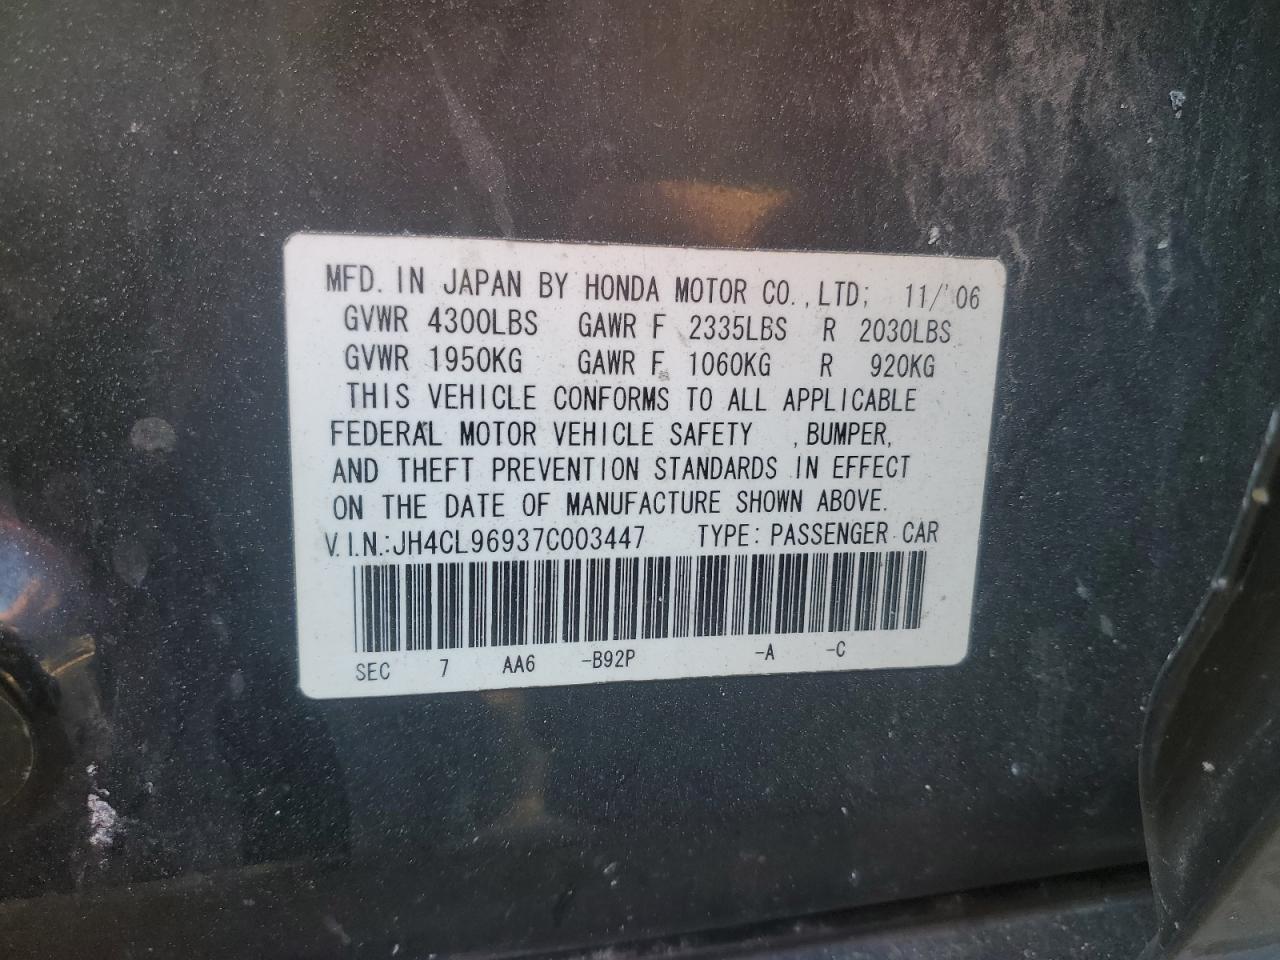 MFD. IN JAPAN BY HONDA MOTOR CO.,LTD; 11/'06
GVWR 4300LBS GAWR F 2335LBS R 2030LBS
GVWR 1950KG GAWR F 1060KG R 920KG
THIS VEHICLE CONFORMS TO ALL APPLICABLE
FEDERAL MOTOR VEHICLE SAFETY ,BUMPER,
AND THEFT PREVENTION STANDARDS IN EFFECT
ON THE DATE OF MANUFACTURE SHOWN ABOVE.
V.I.N.:JH4CL96937C003447 TYPE: PASSENGER CAR
SEC 7 AA6 -B92P -A -C